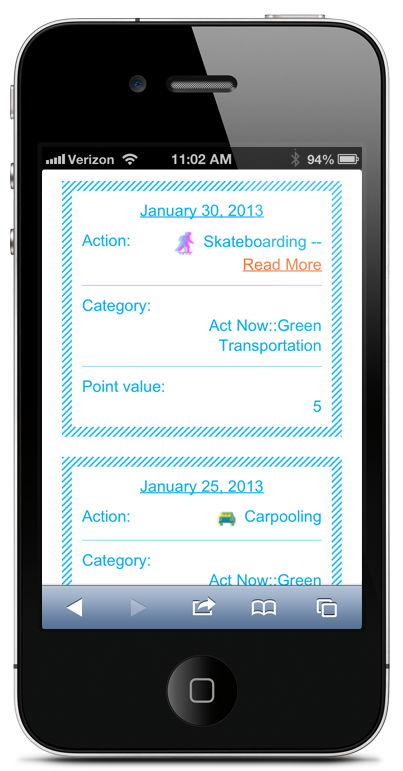 Verizon 11:02 AM 94%
January 30, 2013
Action: Skateboarding --
Read More
Category:
Act Now::Green
Transportation
Point value:
5
January 25, 2013
Action: Carpooling
Category:
Act Now::Green